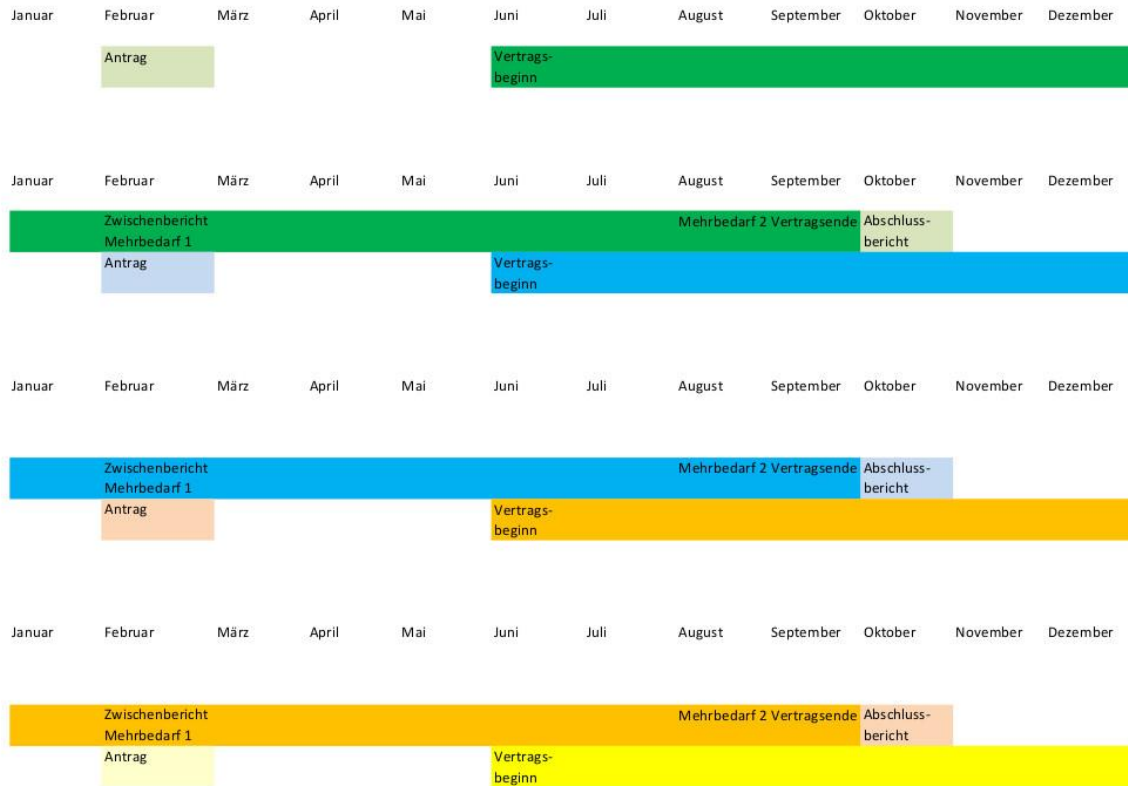 Januar Februar März April Mai Juni Juli August September Oktober November Dezember
Antrag Vertrags-
beginn
Januar Februar März April Mai Juni Juli August September Oktober November Dezember
Zwischenbericht Mehrbedarf 2 Vertragsende Abschluss-
Mehrbedarf 1 bericht
Antrag Vertrags-
beginn
Januar Februar März April Mai Juni Juli August September Oktober November Dezember
Zwischenbericht Mehrbedarf 2 Vertragsende Abschluss-
Mehrbedarf 1 bericht
Antrag Vertrags-
beginn
Januar Februar März April Mai Juni Juli August September Oktober November Dezember
Zwischenbericht Mehrbedarf 2 Vertragsende Abschluss-
Mehrbedarf 1 bericht
Antrag Vertrags-
beginn